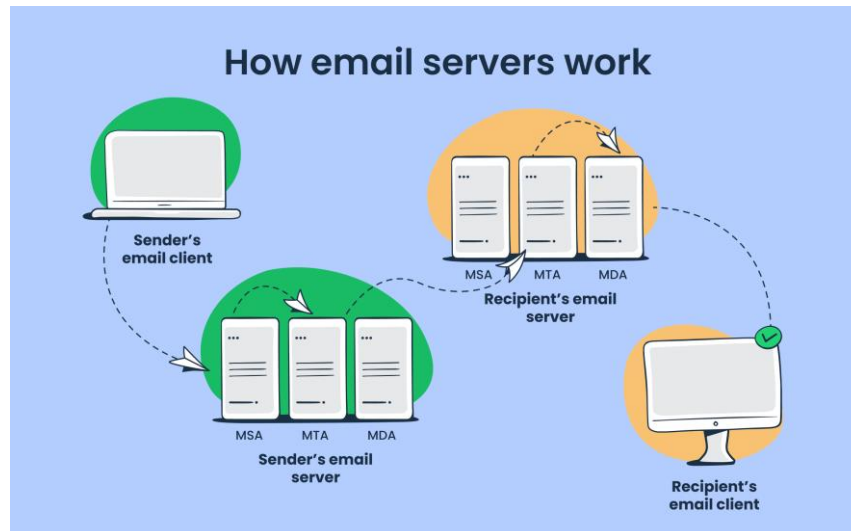 How email servers work
Sender's
email client
MSA
MTA
MDA
Sender's email
server
MSA
MTA
MDA
Recipient's email
server
Recipient's
email client